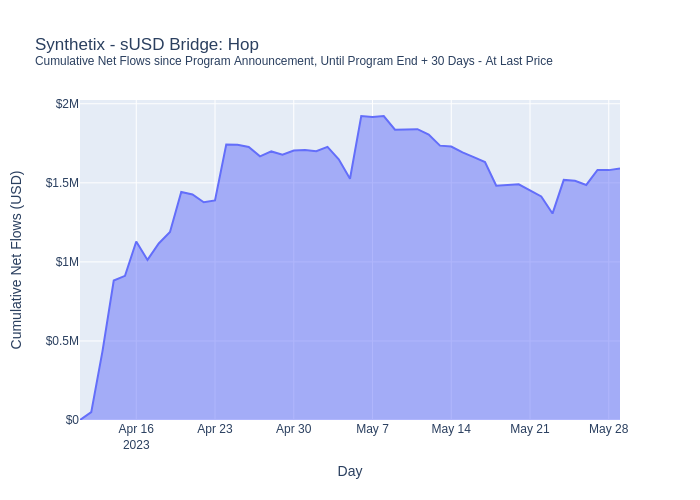 Synthetix - sUSD Bridge: Hop
Cumulative Net Flows since Program Announcement, Until Program End + 30 Days - At Last Price
Cumulative Net Flows (USD)
$2M
$1.5M
$1M
$0.5M
$0
Apr 16
2023
Apr 23
Apr 30
May 7
May 14
May 21
May 28
Day